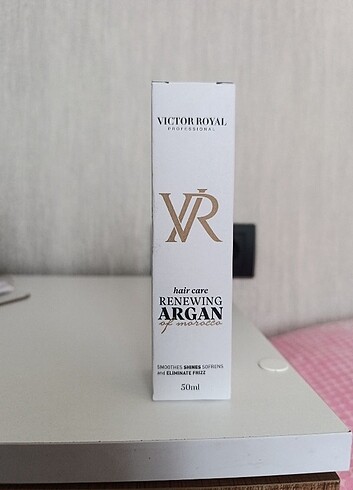 VICTOR ROYAL
PROFESSIONAL
VR
hair care
RENEWING
ARGAN
of morocco
SMOOTHES SHINES SOFTENS
and ELIMINATE FRIZZ
50ml